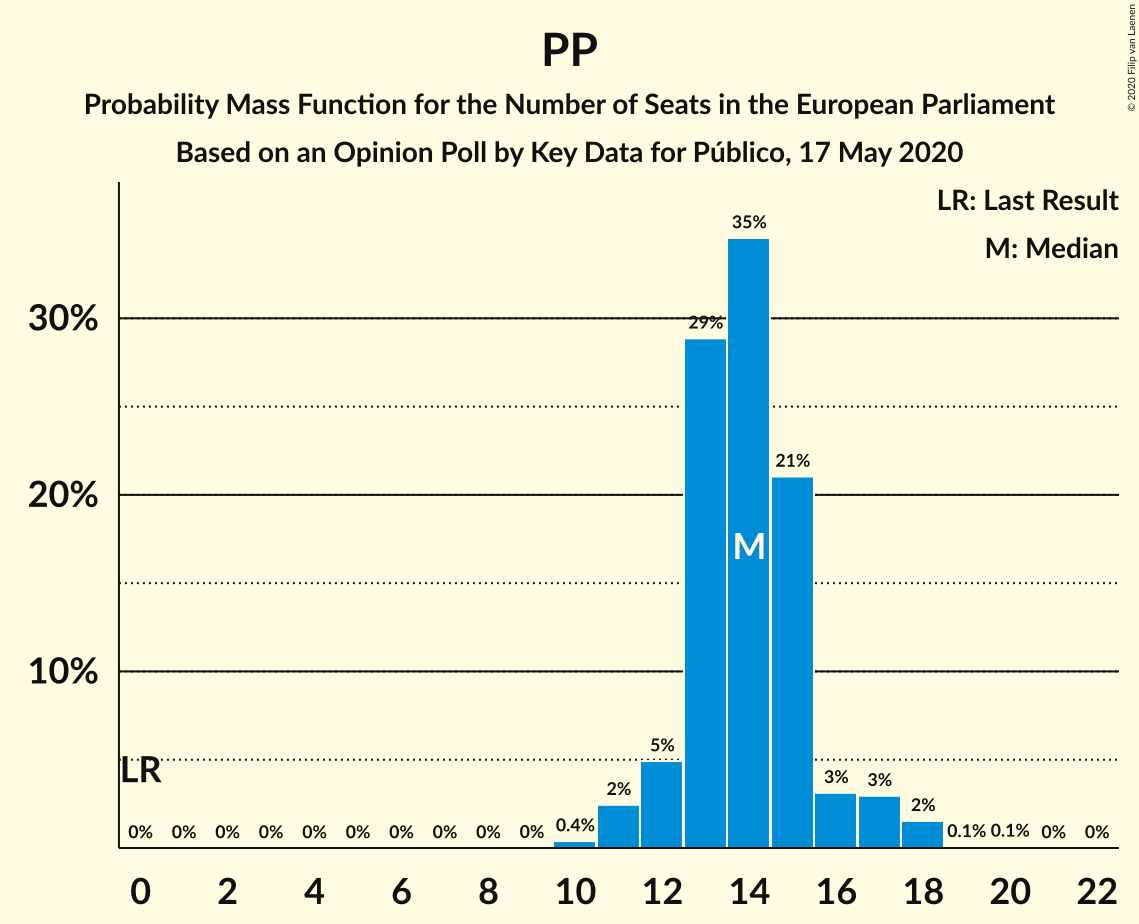 PP
Probability Mass Function for the Number of Seats in the European Parliament
Based on an Opinion Poll by Key Data for Público, 17 May 2020
© 2020 Filip van Laenen
LR: Last Result
M: Median
35%
30%
29%
21%
20%
M
10%
5%
LR
2%
3%
3%
2%
0% 0% 0% 0% 0% 0% 0% 0% 0% 0% 0.4% 0.1% 0.1% 0% 0%
0 2 4 6 8 10 12 14 16 18 20 22